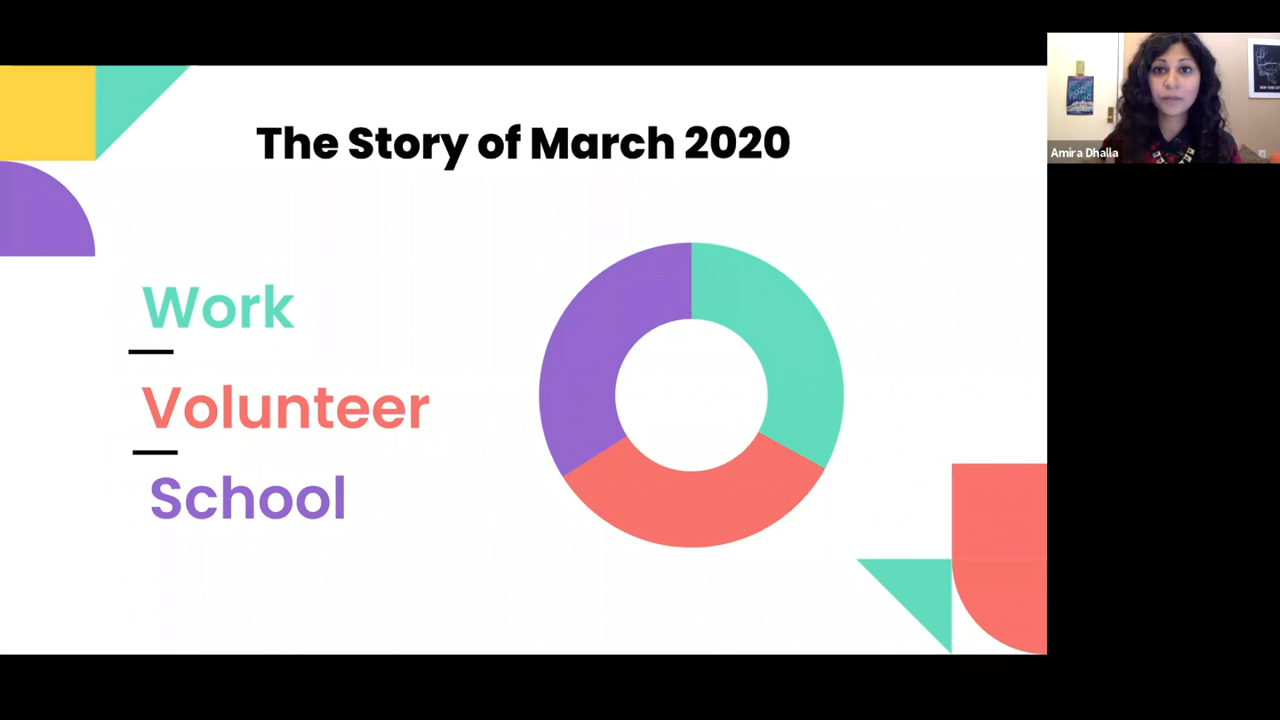 The Story of March 2020
Work
Volunteer
School
Amira Dhalla